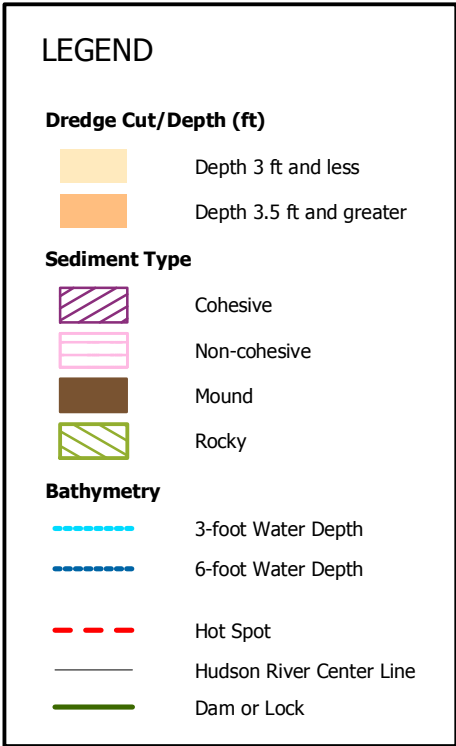 LEGEND
Dredge Cut/Depth (ft)
Depth 3 ft and less
Depth 3.5 ft and greater
Sediment Type
Cohesive
Non-cohesive
Mound
Rocky
Bathymetry
3-foot Water Depth
6-foot Water Depth
Hot Spot
Hudson River Center Line
Dam or Lock